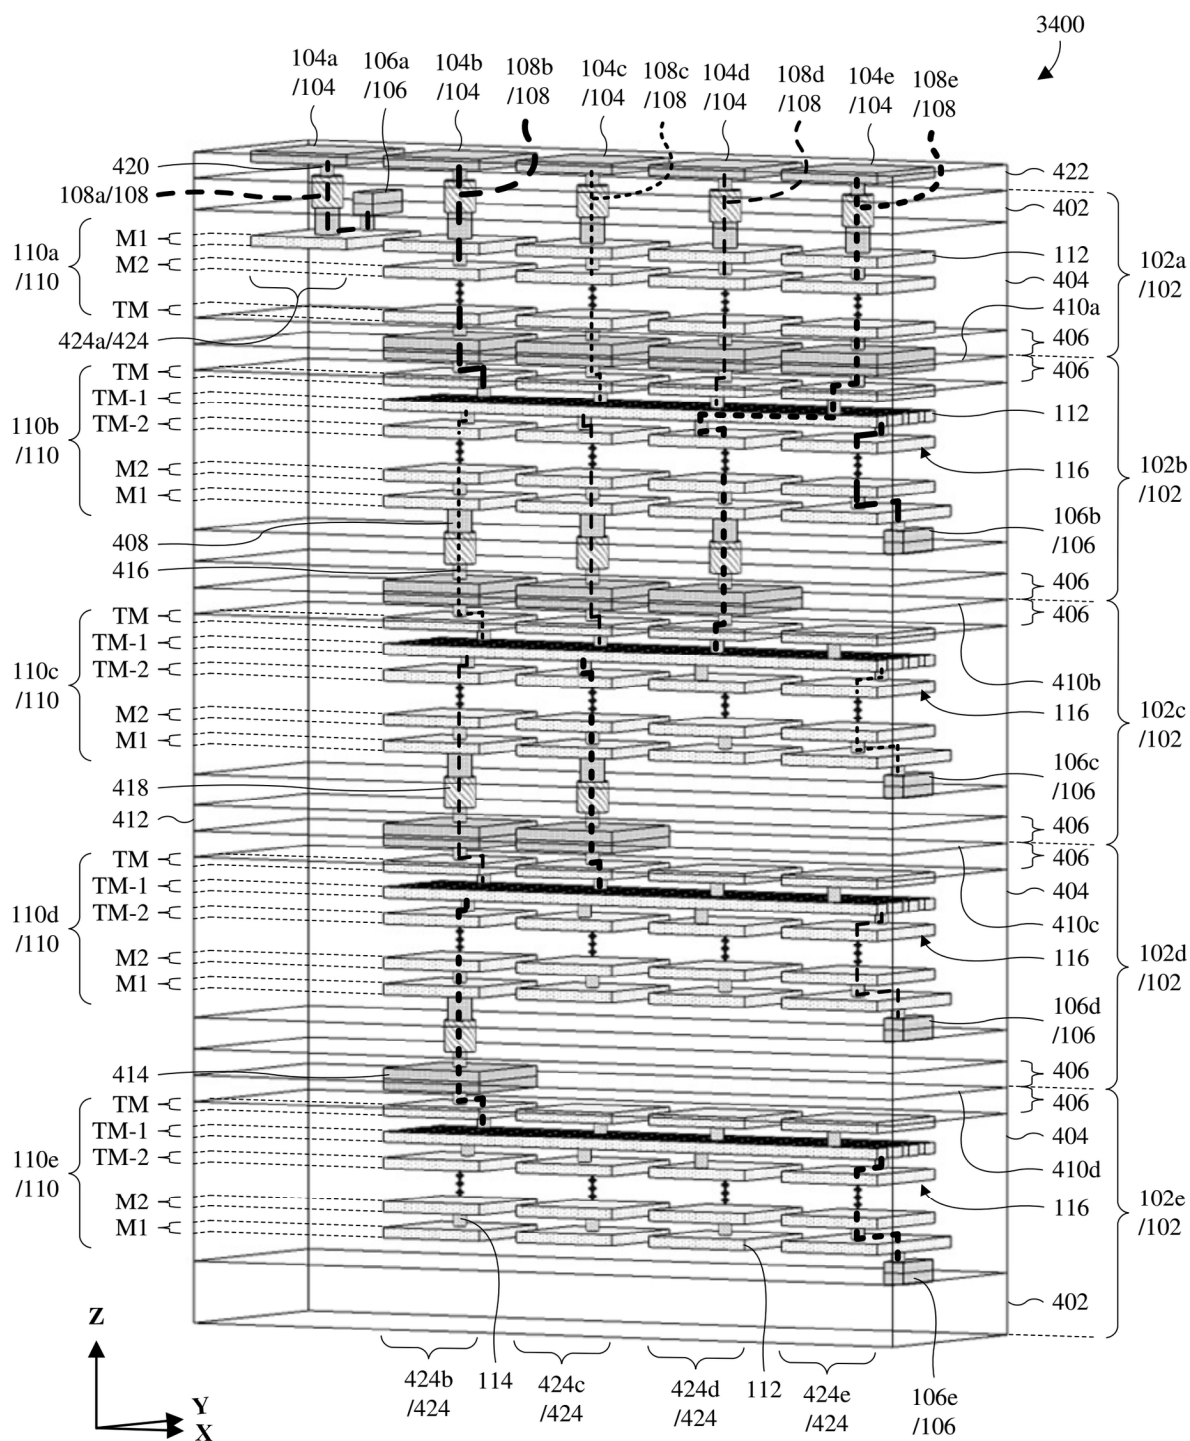 3400
104a
/104
106a
/106
104b
/104
108b
/108
104c
/104
108c
/108
104d
/104
108d
/108
104e
/104
108e
/108
420
422
108a/108
402
110a
/110
M1
M2
TM
112
404
410a
102a
/102
424a/424
406
406
110b
/110
TM
TM-1
TM-2
M2
M1
112
116
102b
/102
408
106b
/106
416
406
406
110c
/110
TM
TM-1
TM-2
M2
M1
410b
116
102c
/102
418
106c
/106
412
406
406
110d
/110
TM
TM-1
TM-2
M2
M1
404
410c
116
102d
/102
106d
/106
414
406
406
110e
/110
TM
TM-1
TM-2
M2
M1
404
410d
116
102e
/102
402
Z
Y
X
424b
/424
114
424c
/424
424d
/424
112
424e
/424
106e
/106